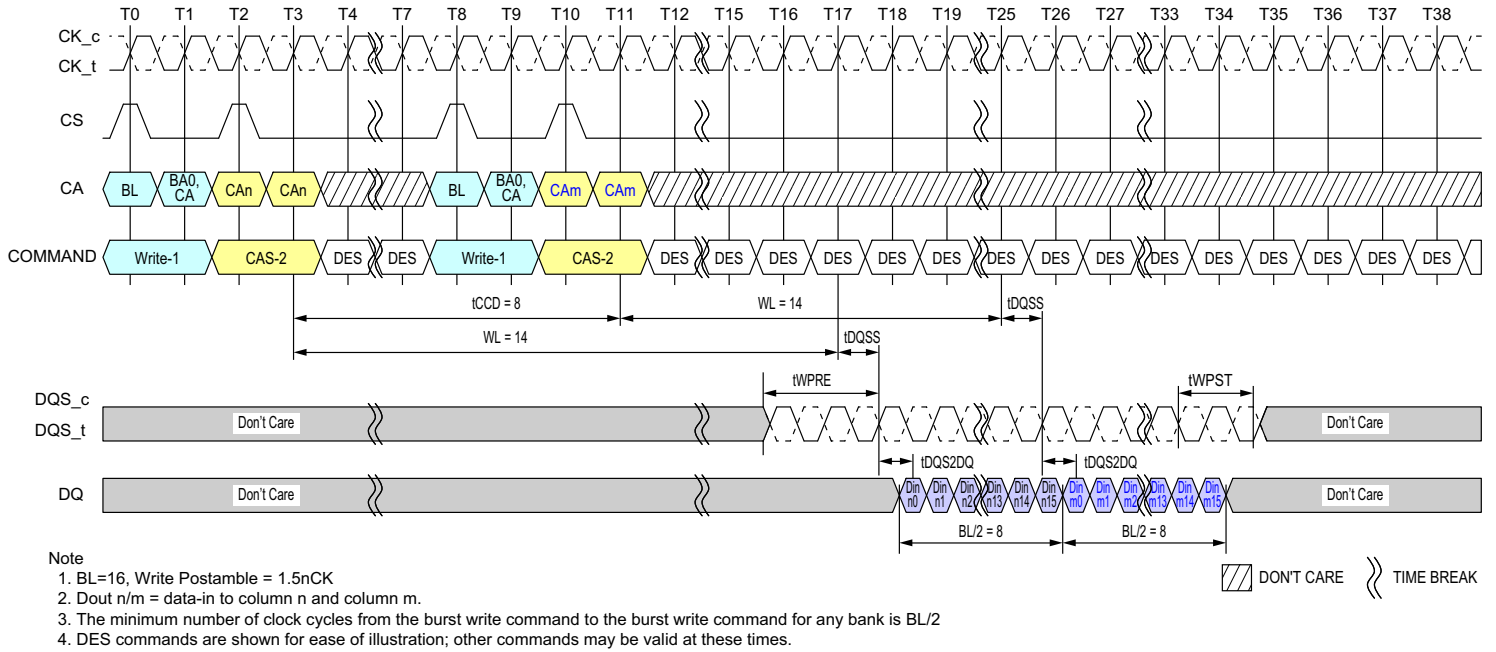 T0 T1 T2 T3 T4 T7 T8 T9 T10 T11 T12 T15 T16 T17 T18 T19 T25 T26 T27 T33 T34 T35 T36 T37 T38
CK_c
CK_t
CS
CA BL BA0, CA CAn CAn BL BA0, CA CAm CAm
COMMAND Write-1 CAS-2 DES DES Write-1 CAS-2 DES DES DES DES DES DES DES DES DES DES DES DES DES DES DES
tCCD = 8 WL = 14 tDQSS
WL = 14 tDQSS
tWPRE tWPST
DQS_c
DQS_t Don't Care Don't Care
tDQS2DQ tDQS2DQ
DQ Don't Care Din n0 Din n1 Din n2 Din n13 Din n14 Din n15 Din m0 Din m1 Din m2 Din m13 Din m14 Din m15 Don't Care
BL/2 = 8 BL/2 = 8
Note
1. BL=16, Write Postamble = 1.5nCK
2. Dout n/m = data-in to column n and column m.
3. The minimum number of clock cycles from the burst write command to the burst write command for any bank is BL/2
4. DES commands are shown for ease of illustration; other commands may be valid at these times.
DON'T CARE TIME BREAK